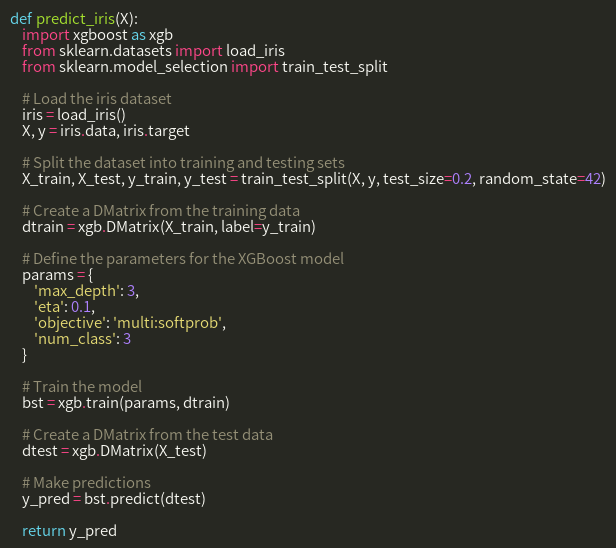 def predict_iris(X):
    import xgboost as xgb
    from sklearn.datasets import load_iris
    from sklearn.model_selection import train_test_split

    # Load the iris dataset
    iris = load_iris()
    X, y = iris.data, iris.target

    # Split the dataset into training and testing sets
    X_train, X_test, y_train, y_test = train_test_split(X, y, test_size=0.2, random_state=42)

    # Create a DMatrix from the training data
    dtrain = xgb.DMatrix(X_train, label=y_train)

    # Define the parameters for the XGBoost model
    params = {
        'max_depth': 3,
        'eta': 0.1,
        'objective': 'multi:softprob',
        'num_class': 3
    }

    # Train the model
    bst = xgb.train(params, dtrain)

    # Create a DMatrix from the test data
    dtest = xgb.DMatrix(X_test)

    # Make predictions
    y_pred = bst.predict(dtest)

    return y_pred